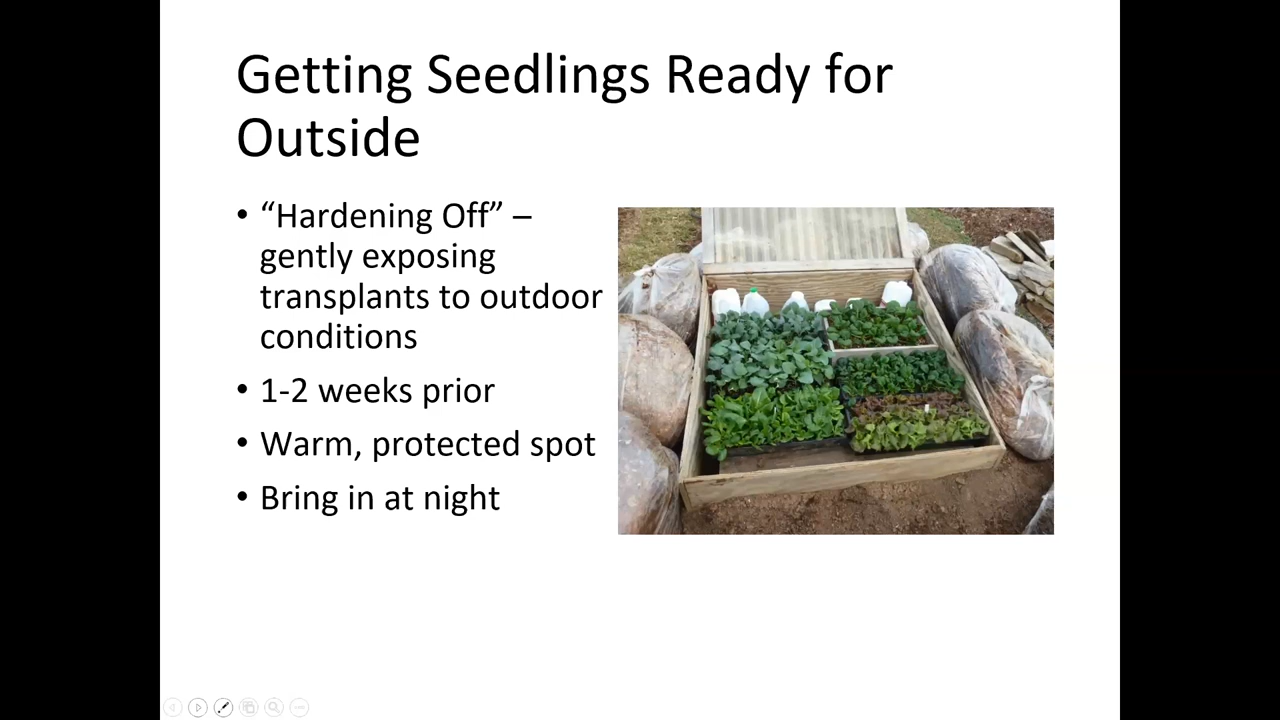 Getting Seedlings Ready for
Outside
• “Hardening Off” –
gently exposing
transplants to outdoor
conditions
• 1-2 weeks prior
• Warm, protected spot
• Bring in at night